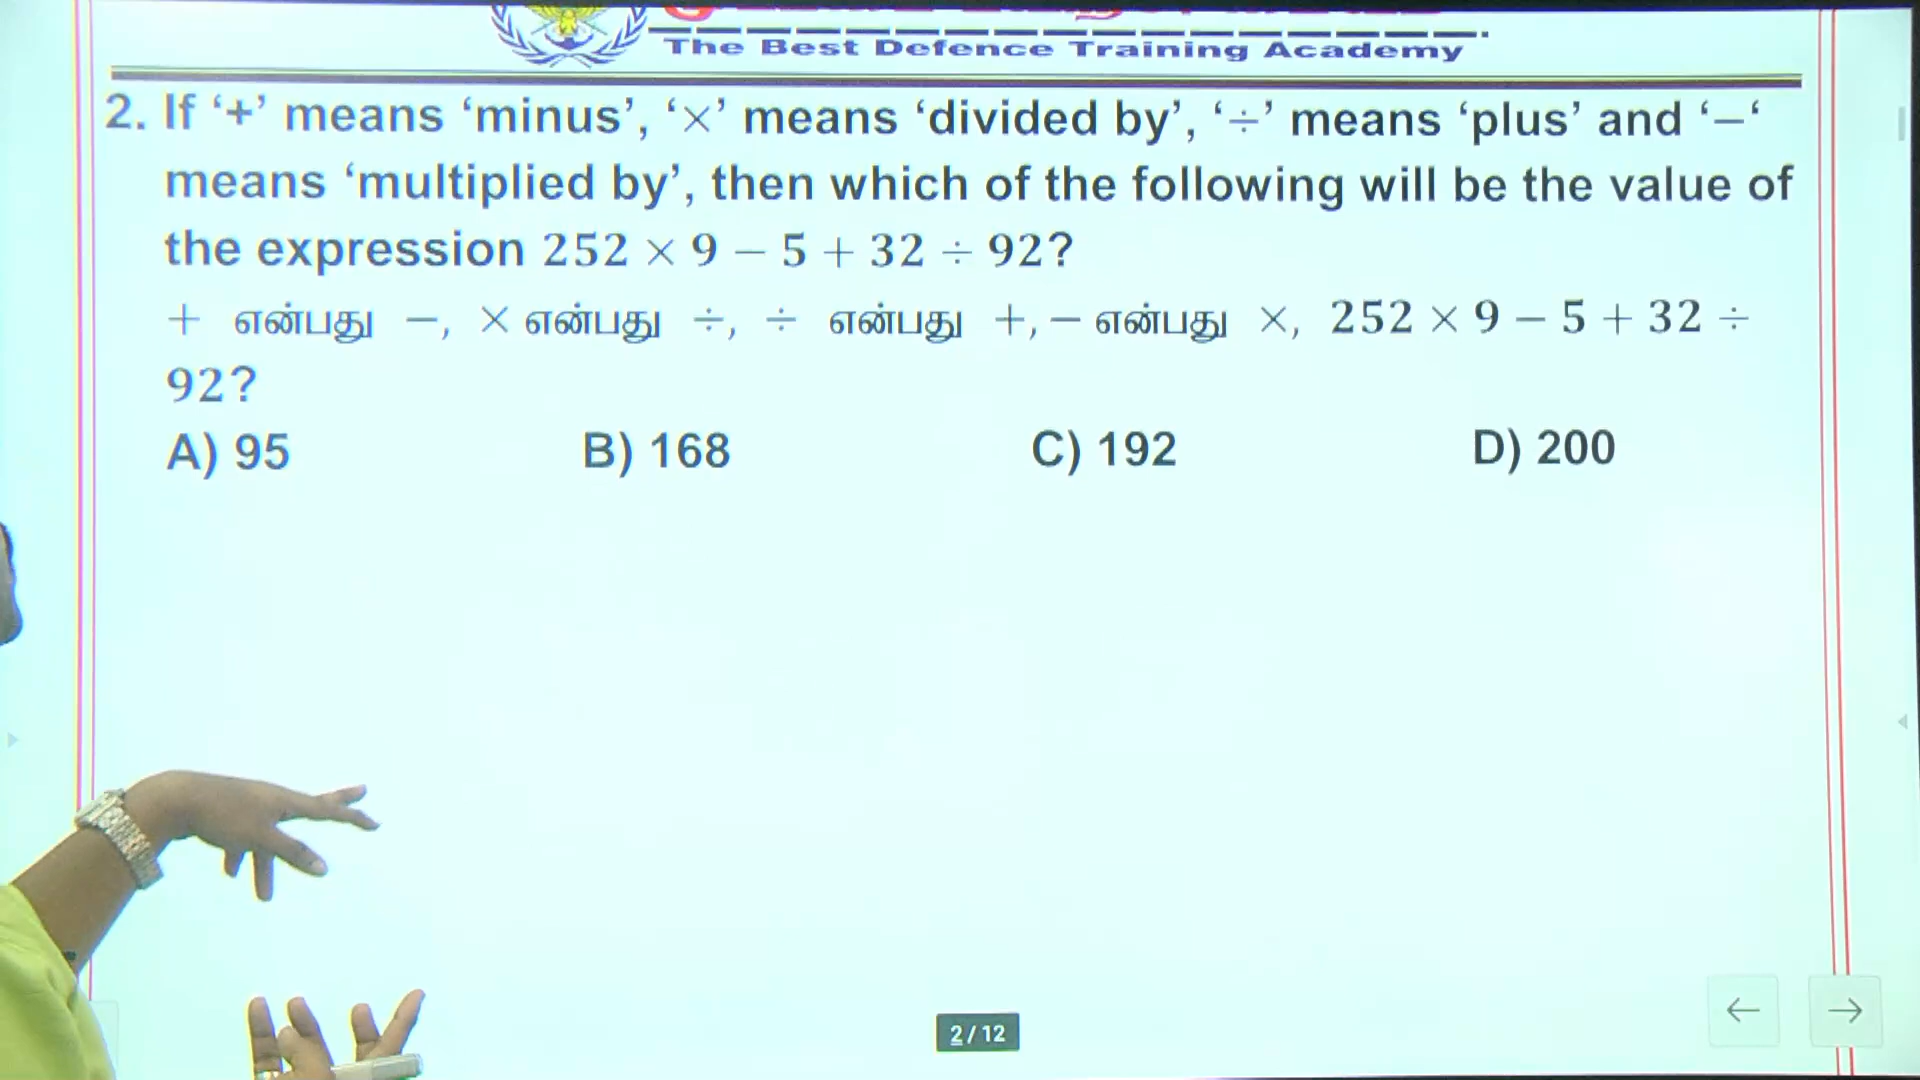 The Best Defence Training Academy
2. If ‘+’ means ‘minus’, ‘×’ means ‘divided by’, ‘÷’ means ‘plus’ and ‘−‘
means ‘multiplied by’, then which of the following will be the value of
the expression 252 × 9 − 5 + 32 ÷ 92?
+ என்பது −, × என்பது ÷, ÷ என்பது +, − என்பது ×, 252 × 9 − 5 + 32 ÷
92?
A) 95 B) 168 C) 192 D) 200
2 / 12